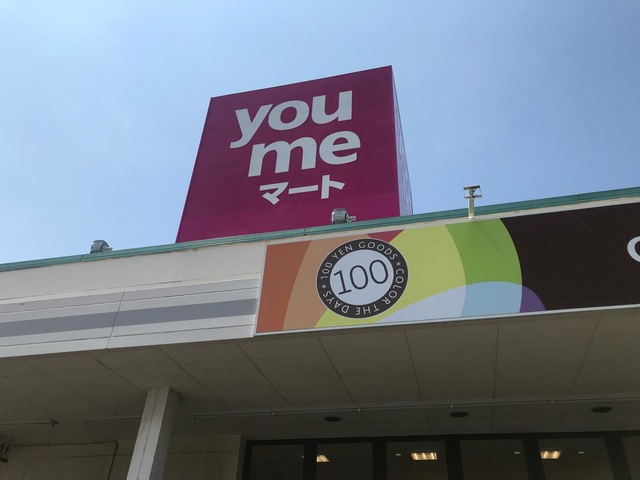 you
me
マート
100 YEN GOODS * COLOR THE DAYS *
100